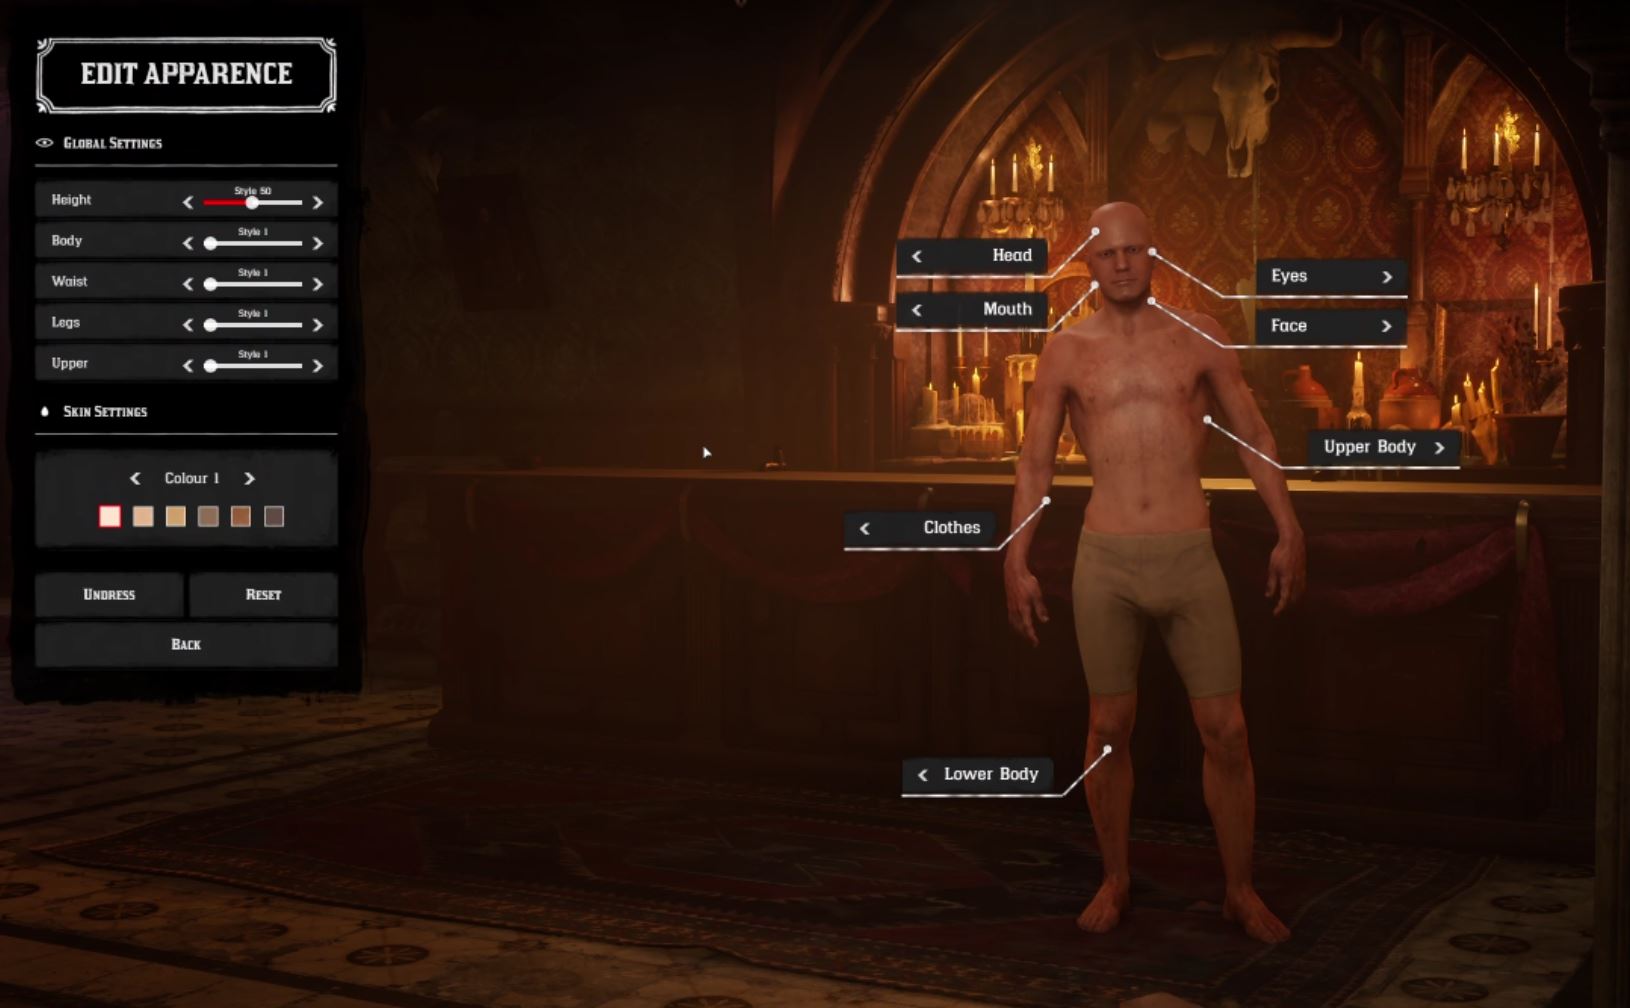 EDIT APPARENCE
GLOBAL SETTINGS
Height
Style 50
Body
Style 1
Waist
Style 1
Legs
Style 1
Upper
Style 1
SKIN SETTINGS
Colour 1
UNDRESS
RESET
BACK
Head
Mouth
Eyes
Face
Upper Body
Clothes
Lower Body